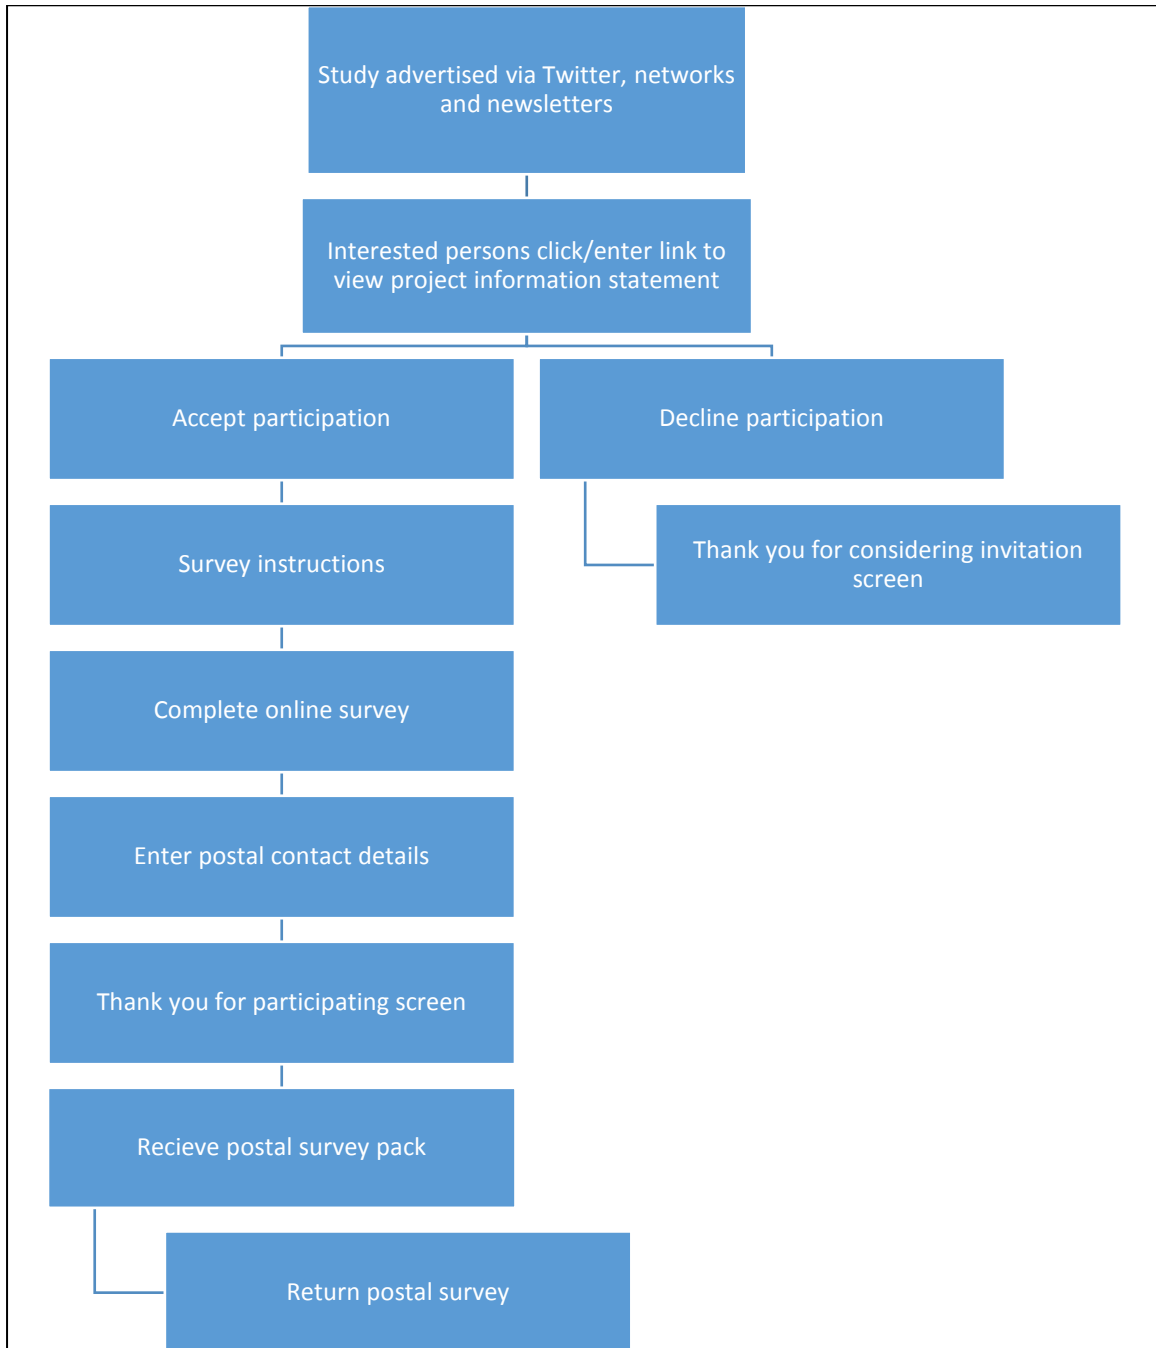 Study advertised via Twitter, networks
and newsletters
Interested persons click/enter link to
view project information statement
Accept participation
Decline participation
Survey instructions
Thank you for considering invitation
screen
Complete online survey
Enter postal contact details
Thank you for participating screen
Recieve postal survey pack
Return postal survey